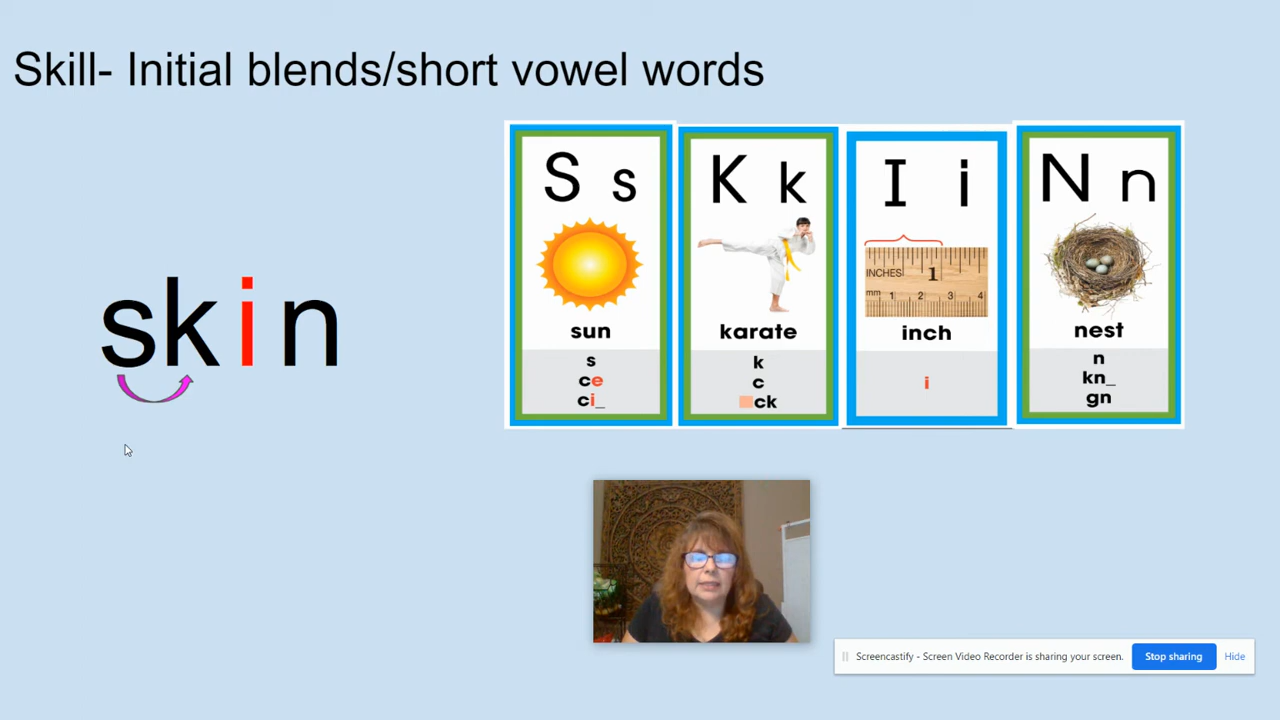 Skill- Initial blends/short vowel words
skin
S s
sun
s
ce
ci_
K k
karate
k
c
ck
I i
INCHES
1
mm
1 2 3 4
inch
i
N n
nest
n
kn_
gn
Screencastify - Screen Video Recorder is sharing your screen.
Stop sharing
Hide